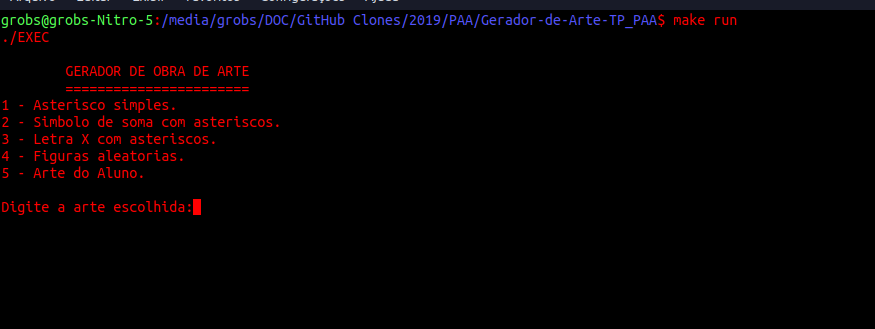 grobs@grobs-Nitro-5:/media/grobs/DOC/GitHub Clones/2019/PAA/Gerador-de-Arte-TP_PAA$ make run
./EXEC
GERADOR DE OBRA DE ARTE
=======================
1 - Asterisco simples.
2 - Simbolo de soma com asteriscos.
3 - Letra X com asteriscos.
4 - Figuras aleatorias.
5 - Arte do Aluno.
Digite a arte escolhida: